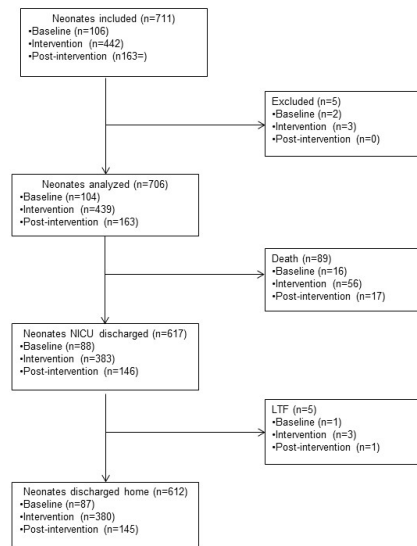 Neonates included (n=711)
•Baseline (n=106)
•Intervention (n=442)
•Post-intervention (n163=)
Excluded (n=5)
•Baseline (n=2)
•Intervention (n=3)
•Post-intervention (n=0)
Neonates analyzed (n=706)
•Baseline (n=104)
•Intervention (n=439)
•Post-intervention (n=163)
Death (n=89)
•Baseline (n=16)
•Intervention (n=56)
•Post-intervention (n=17)
Neonates NICU discharged (n=617)
•Baseline (n=88)
•Intervention (n=383)
•Post-intervention (n=146)
LTF (n=5)
•Baseline (n=1)
•Intervention (n=3)
•Post-intervention (n=1)
Neonates discharged home (n=612)
•Baseline (n=87)
•Intervention (n=380)
•Post-intervention (n=145)